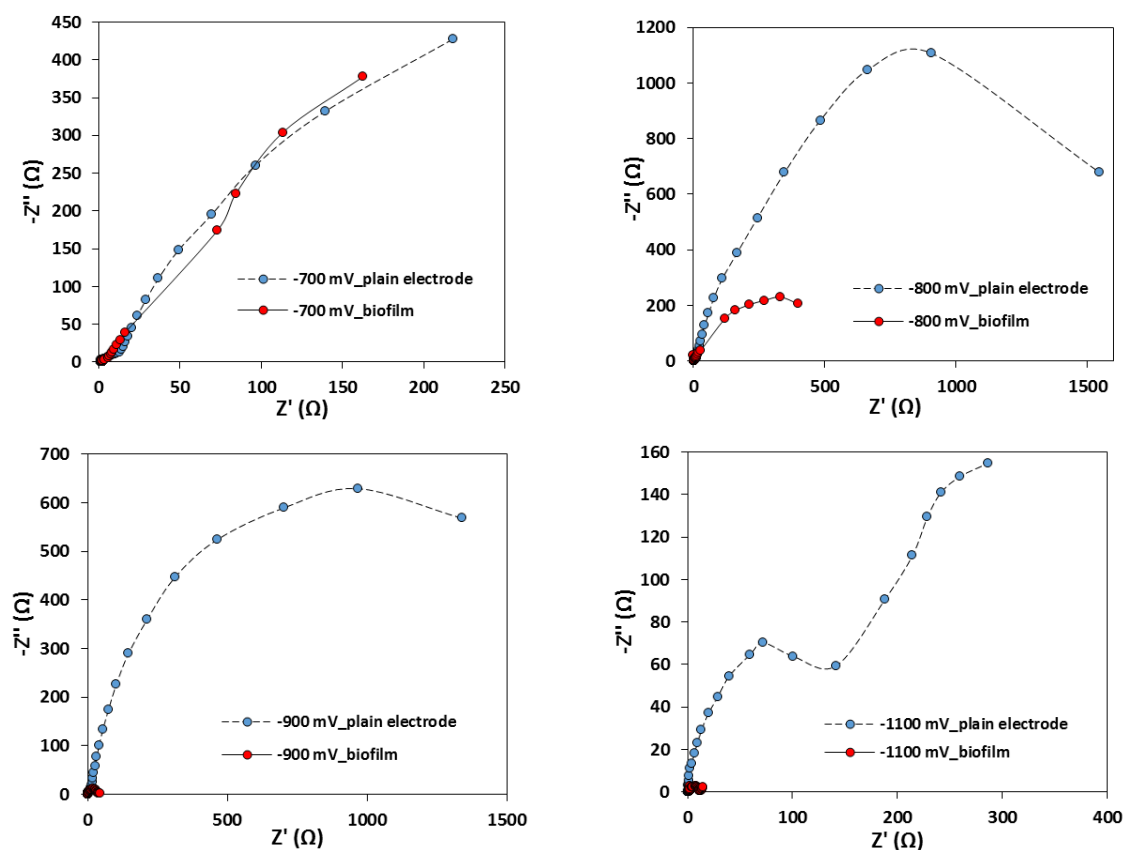 450
400
350
300
250
200
150
100
50
0
-Z'' (Ω)
-700 mV_plain electrode
-700 mV_biofilm
0 50 100 150 200 250
Z' (Ω)
1200
1000
800
600
400
200
0
-Z'' (Ω)
-800 mV_plain electrode
-800 mV_biofilm
0 500 1000 1500
Z' (Ω)
700
600
500
400
300
200
100
0
-Z'' (Ω)
-900 mV_plain electrode
-900 mV_biofilm
0 500 1000 1500
Z' (Ω)
160
140
120
100
80
60
40
20
0
-Z'' (Ω)
-1100 mV_plain electrode
-1100 mV_biofilm
0 100 200 300 400
Z' (Ω)